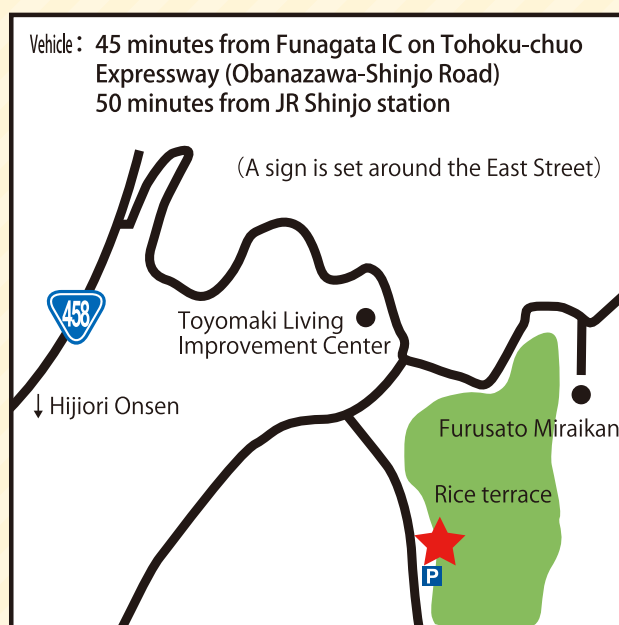 Vehicle: 45 minutes from Funagata IC on Tohoku-chuo
Expressway (Obanazawa-Shinjo Road)
50 minutes from JR Shinjo station
(A sign is set around the East Street)
458
Toyomaki Living
Improvement Center
↓ Hijiori Onsen
Furusato Miraikan
Rice terrace
P